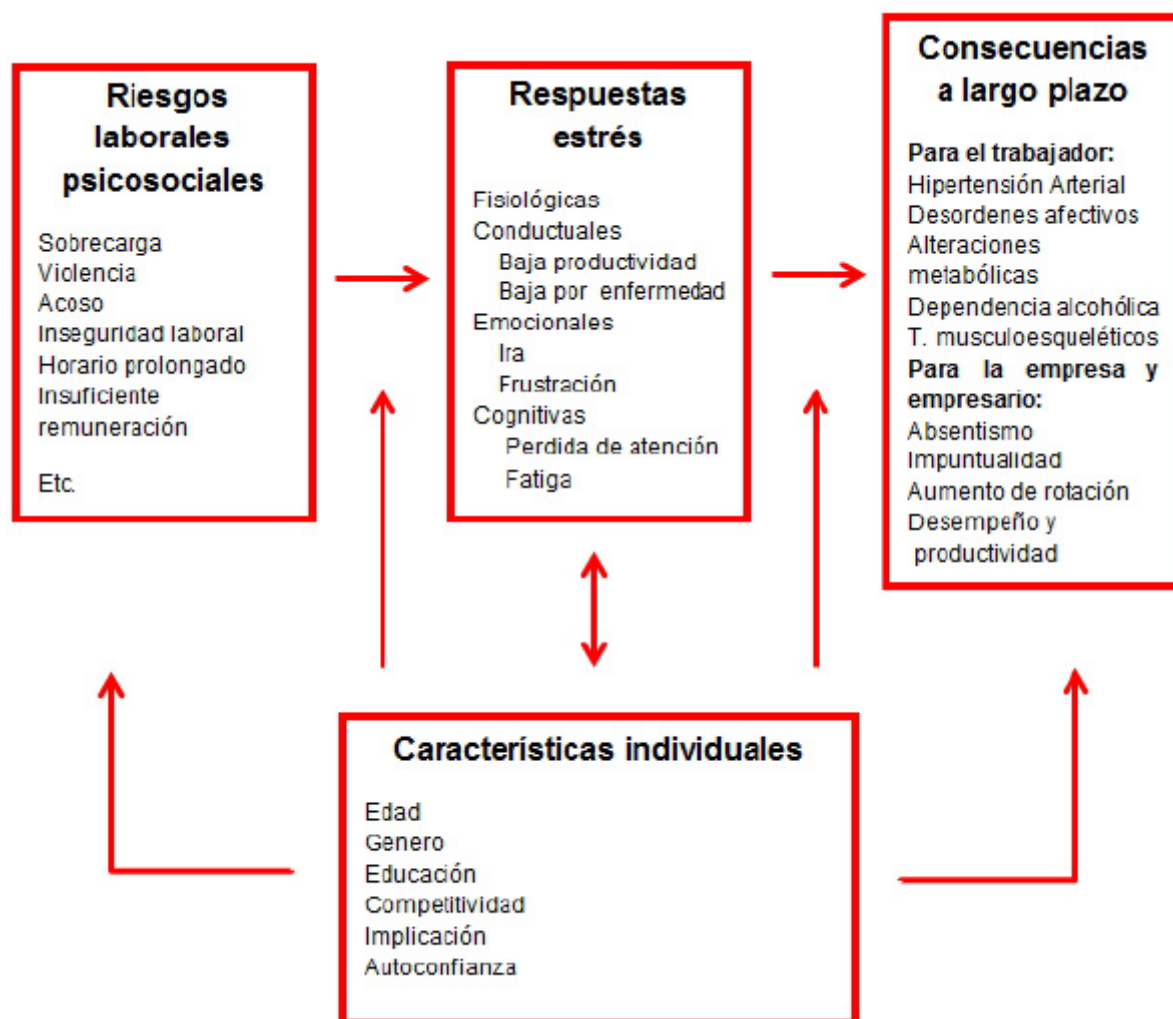 Riesgos
laborales
psicosociales
Sobrecarga
Violencia
Acoso
Inseguridad laboral
Horario prolongado
Insuficiente
remuneración
Etc.
Respuestas
estrés
Fisiológicas
Conductuales
Baja productividad
Baja por enfermedad
Emocionales
Ira
Frustración
Cognitivas
Perdida de atención
Fatiga
Consecuencias
a largo plazo
Para el trabajador:
Hipertensión Arterial
Desordenes afectivos
Alteraciones
metabólicas
Dependencia alcohólica
T. musculoesqueléticos
Para la empresa y
empresario:
Absentismo
Impuntualidad
Aumento de rotación
Desempeño y
productividad
Características individuales
Edad
Genero
Educación
Competitividad
Implicación
Autoconfianza